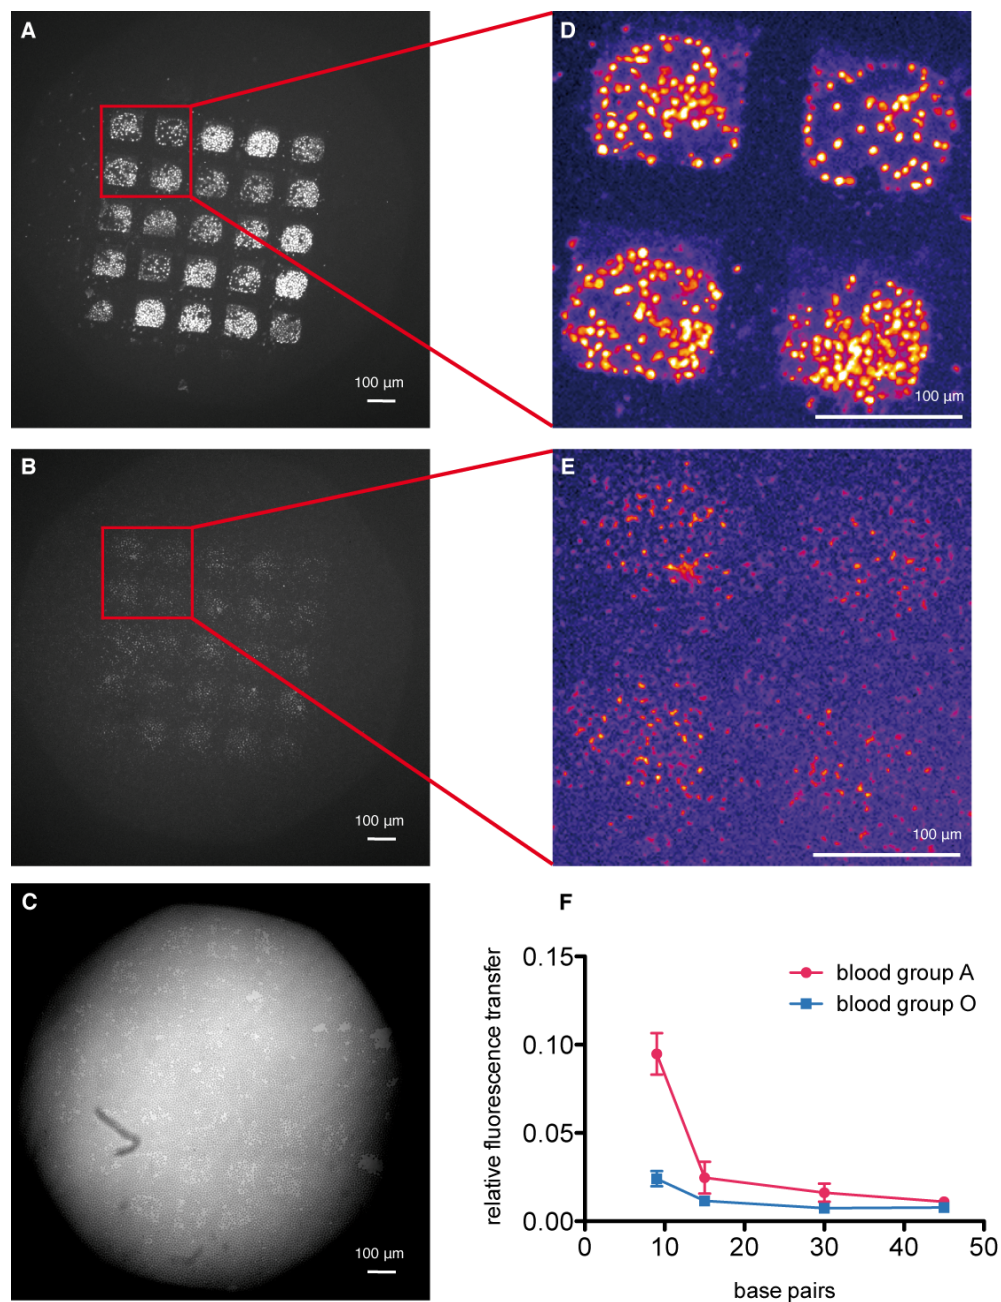 A
100 µm
D
100 µm
B
100 µm
E
100 µm
C
100 µm
F
relative fluorescence transfer
0.15
0.10
0.05
0.00
blood group A
blood group O
0 10 20 30 40 50
base pairs